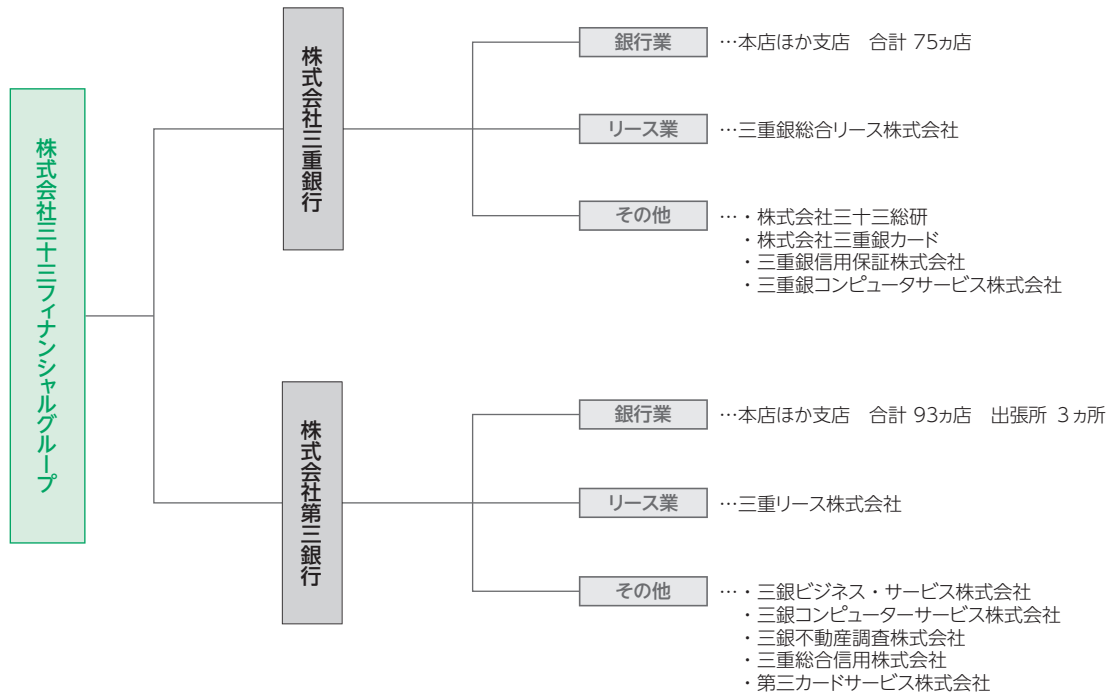 株式会社三十三フィナンシャルグループ
株式会社三重銀行
銀行業 …本店ほか支店　合計 75ヵ店
リース業 …三重銀総合リース株式会社
その他 …・株式会社三十三総研
・株式会社三重銀カード
・三重銀信用保証株式会社
・三重銀コンピュータサービス株式会社
株式会社第三銀行
銀行業 …本店ほか支店　合計 93ヵ店　出張所 3ヵ所
リース業 …三重リース株式会社
その他 …・三銀ビジネス・サービス株式会社
・三銀コンピューターサービス株式会社
・三銀不動産調査株式会社
・三重総合信用株式会社
・第三カードサービス株式会社